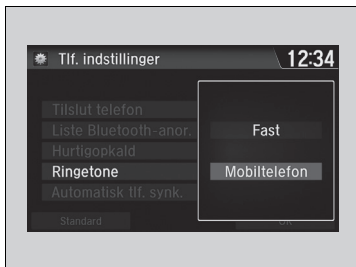 Tlf. indstillinger
12:34
Tilslut telefon
Liste Bluetooth-anor.
Hurtigopkald
Ringetone
Automatisk tlf. synk.
Fast
Mobiltelefon
Standard
OK